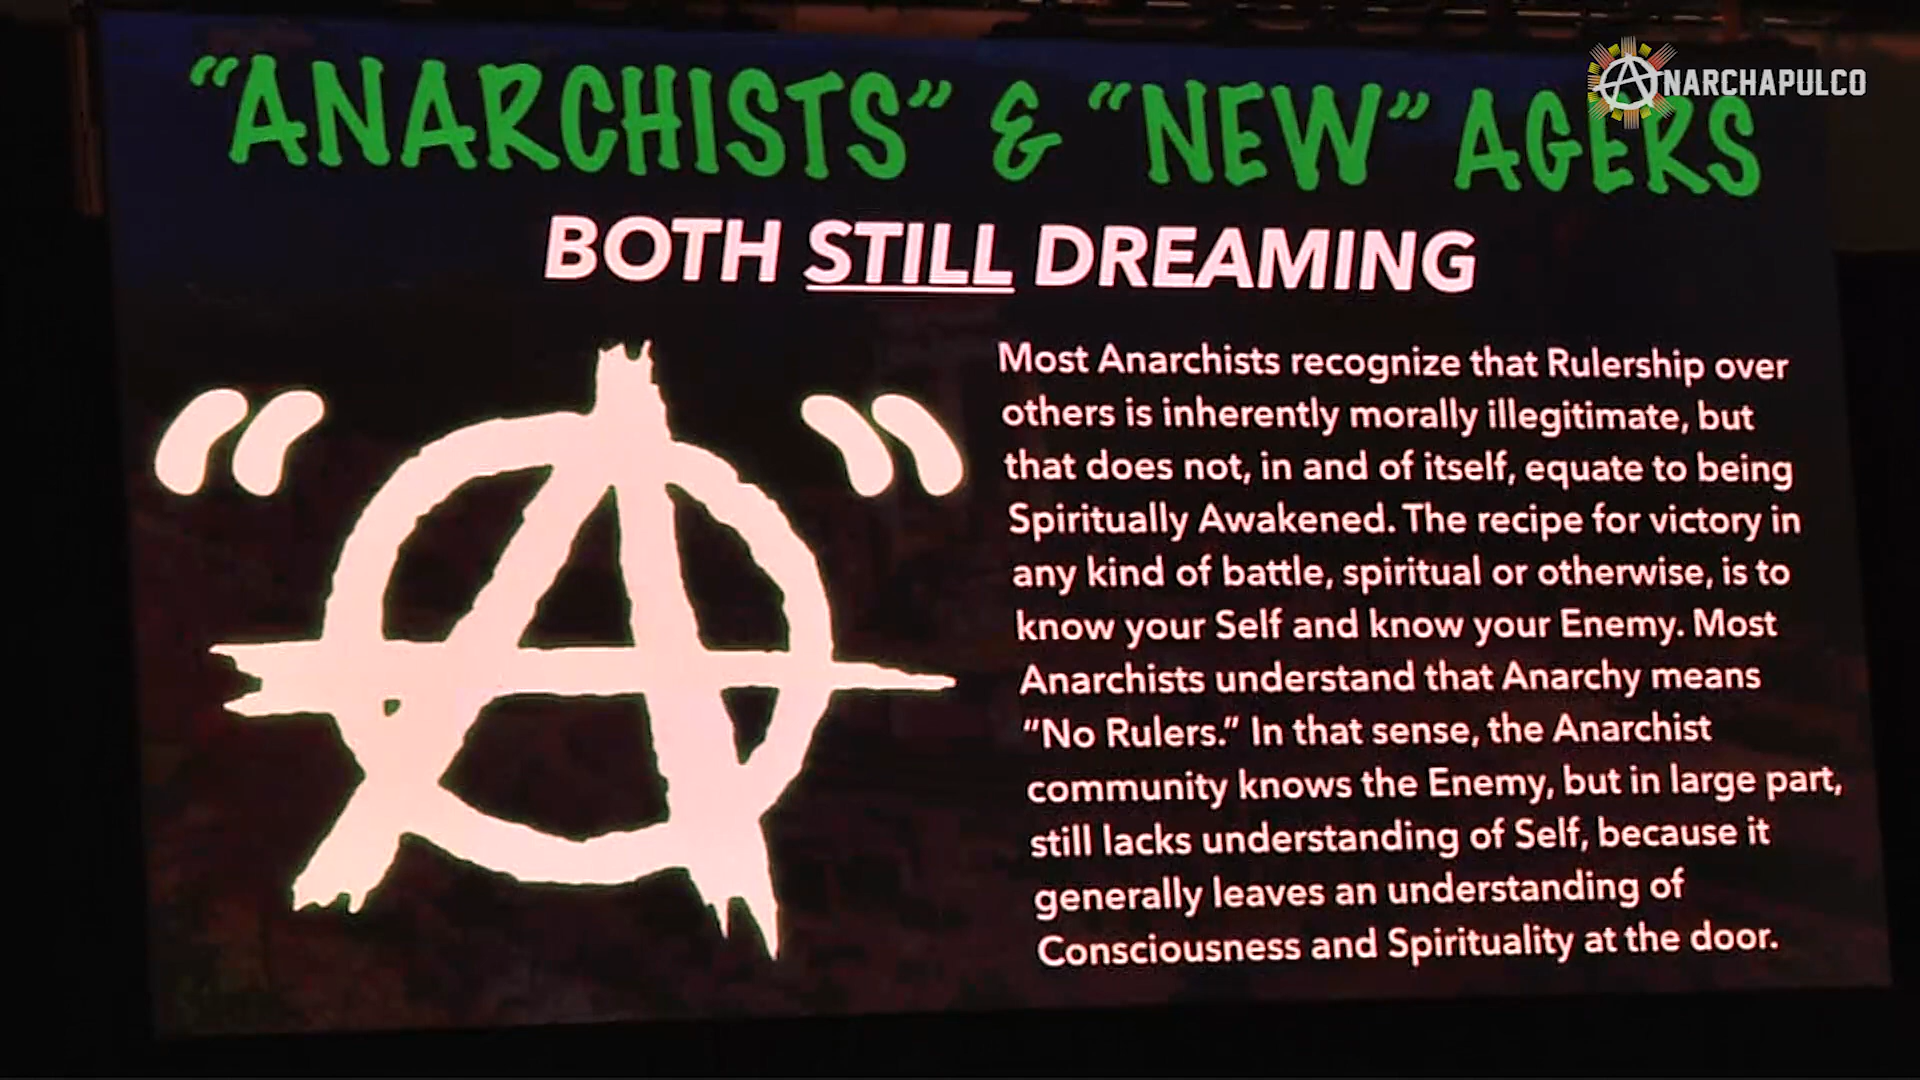 ANARCHAPULCO
“ANARCHISTS” & “NEW” AGERS
BOTH STILL DREAMING
“A”
Most Anarchists recognize that Rulership over
others is inherently morally illegitimate, but
that does not, in and of itself, equate to being
Spiritually Awakened. The recipe for victory in
any kind of battle, spiritual or otherwise, is to
know your Self and know your Enemy. Most
Anarchists understand that Anarchy means
“No Rulers.” In that sense, the Anarchist
community knows the Enemy, but in large part,
still lacks understanding of Self, because it
generally leaves an understanding of
Consciousness and Spirituality at the door.